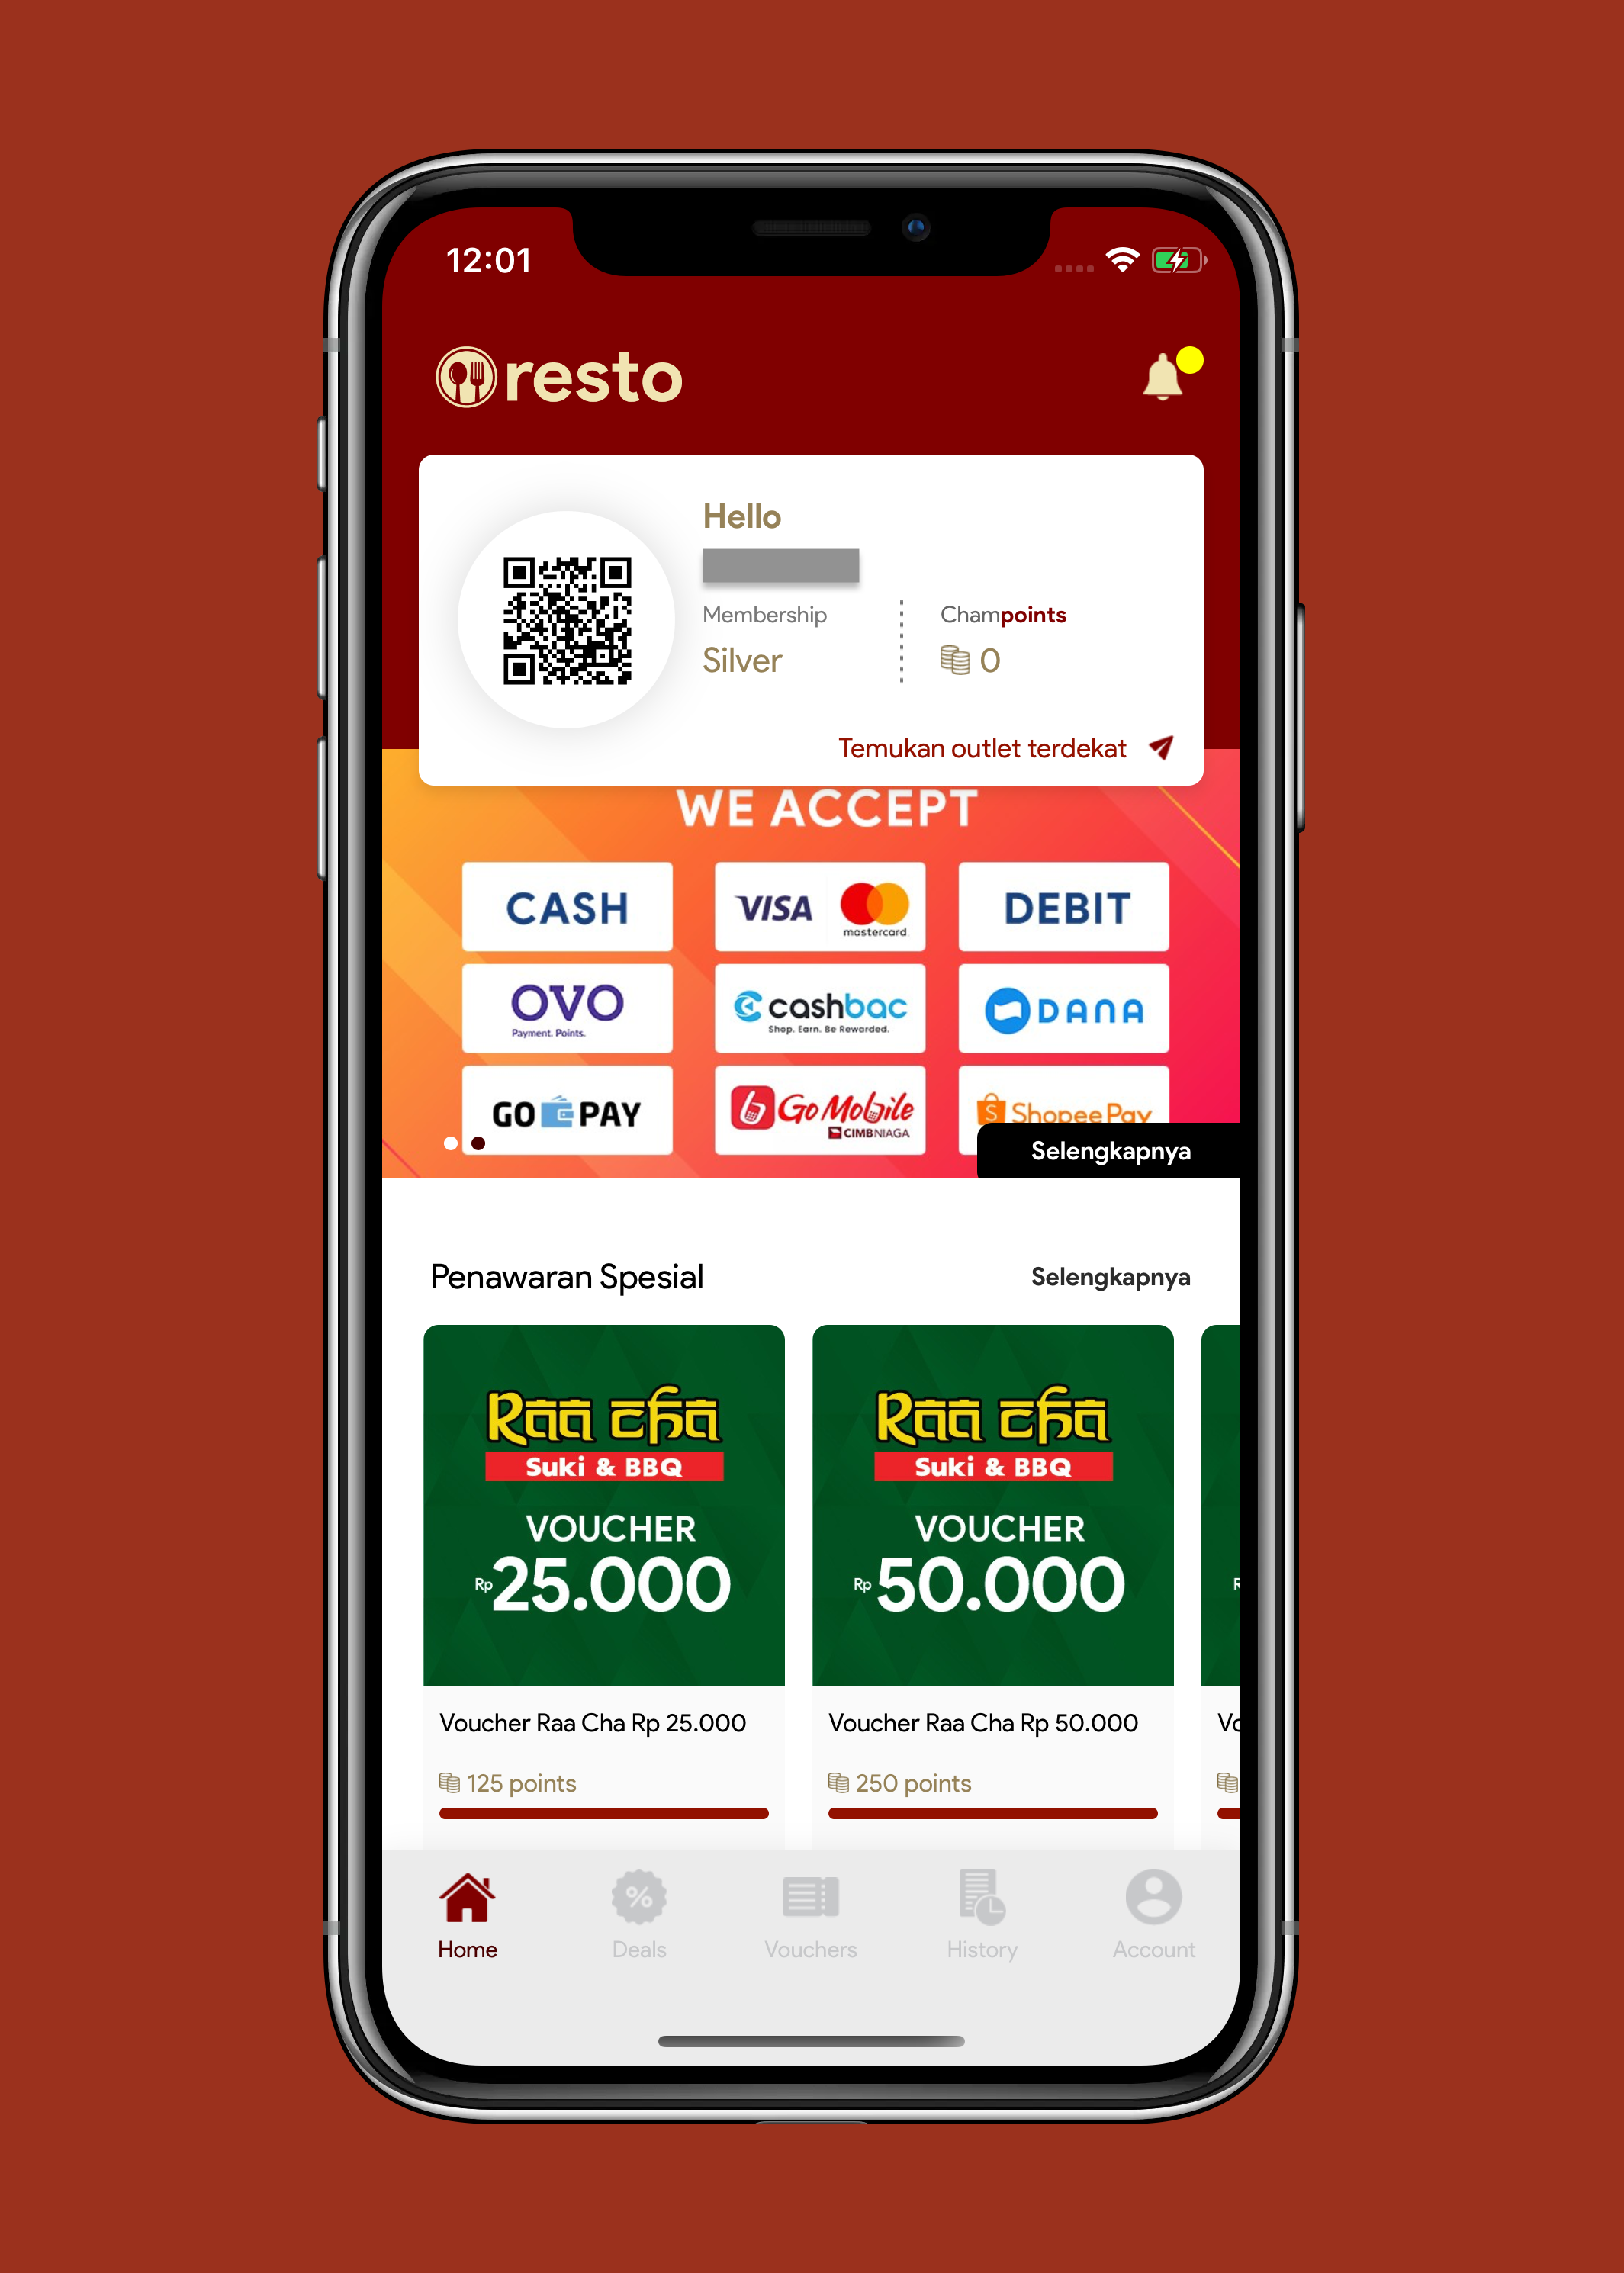 12:01
resto
Hello
Membership
Champoints
Silver
0
Temukan outlet terdekat
WE ACCEPT
CASH
VISA
mastercard
DEBIT
OVO
Payment. Points.
cashbac
Shop. Earn. Be Rewarded.
DANA
GO PAY
Go Mobile
CIMBNIAGA
S ShopeePay
Selengkapnya
Penawaran Spesial
Selengkapnya
Raa cha
Suki & BBQ
VOUCHER
Rp 25.000
Raa cha
Suki & BBQ
VOUCHER
Rp 50.000
Voucher Raa Cha Rp 25.000
Voucher Raa Cha Rp 50.000
125 points
250 points
%
Home
Deals
Vouchers
History
Account